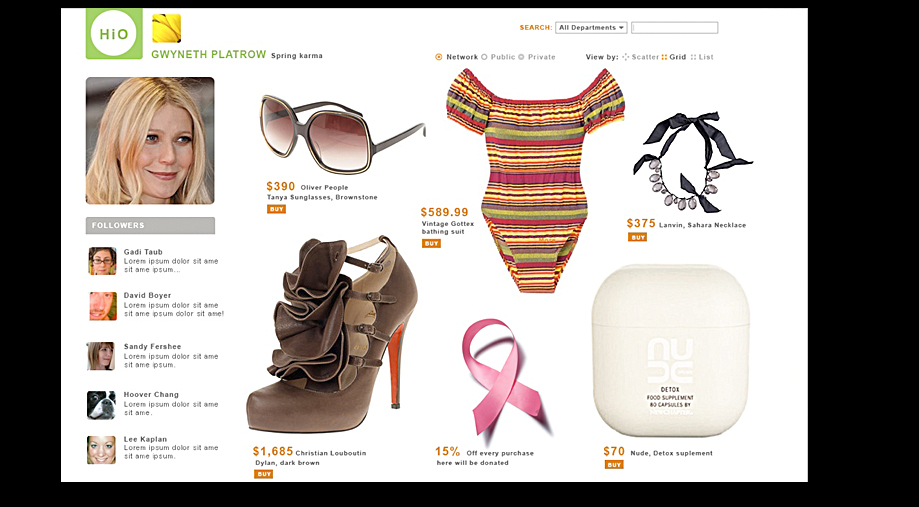 HiO
SEARCH: All Departments
GWYNETH PLATROW Spring karma
Network Public Private View by: Scatter Grid List
$390 Oliver People
Tanya Sunglasses, Brownstone
BUY
$589.99
Vintage Gottex
bathing suit
BUY
$375 Lanvin, Sahara Necklace
BUY
FOLLOWERS
Gadi Taub
Lorem ipsum dolor sit ame
sit ame ipsum...
David Boyer
Lorem ipsum dolor sit ame
sit ame ipsum dolor sit ame!
Sandy Fershee
Lorem ipsum dolor sit ame
sit ame ipsum.
Hoover Chang
Lorem ipsum dolor sit ame
sit ame.
Lee Kaplan
Lorem ipsum dolor sit ame
sit ame ipsum.
NUDE
DETOX
FOOD SUPPLEMENT
80 CAPSULES BY
$1,685 Christian Louboutin
Dylan, dark brown
BUY
15% Off every purchase
here will be donated
$70 Nude, Detox suplement
BUY